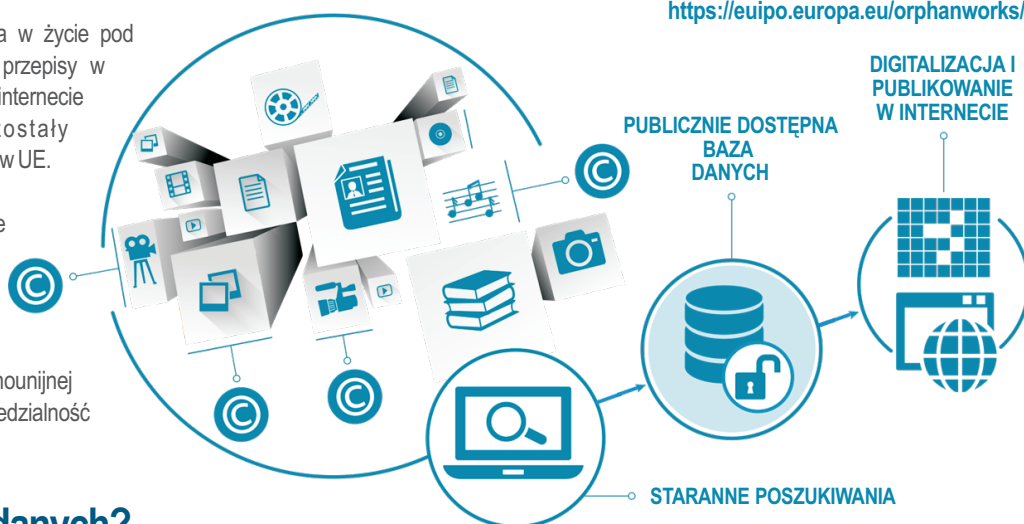 https://euipo.europa.eu/orphanworks/
a w życie pod
przepisy w
internecie
zostały
w UE.
e
nounijnej
edzialność
danych?
©
©
©
©
STARANNE POSZUKIWANIA
PUBLICZNIE DOSTĘPNA
BAZA
DANYCH
DIGITALIZACJA I
PUBLIKOWANIE
W INTERNECIE